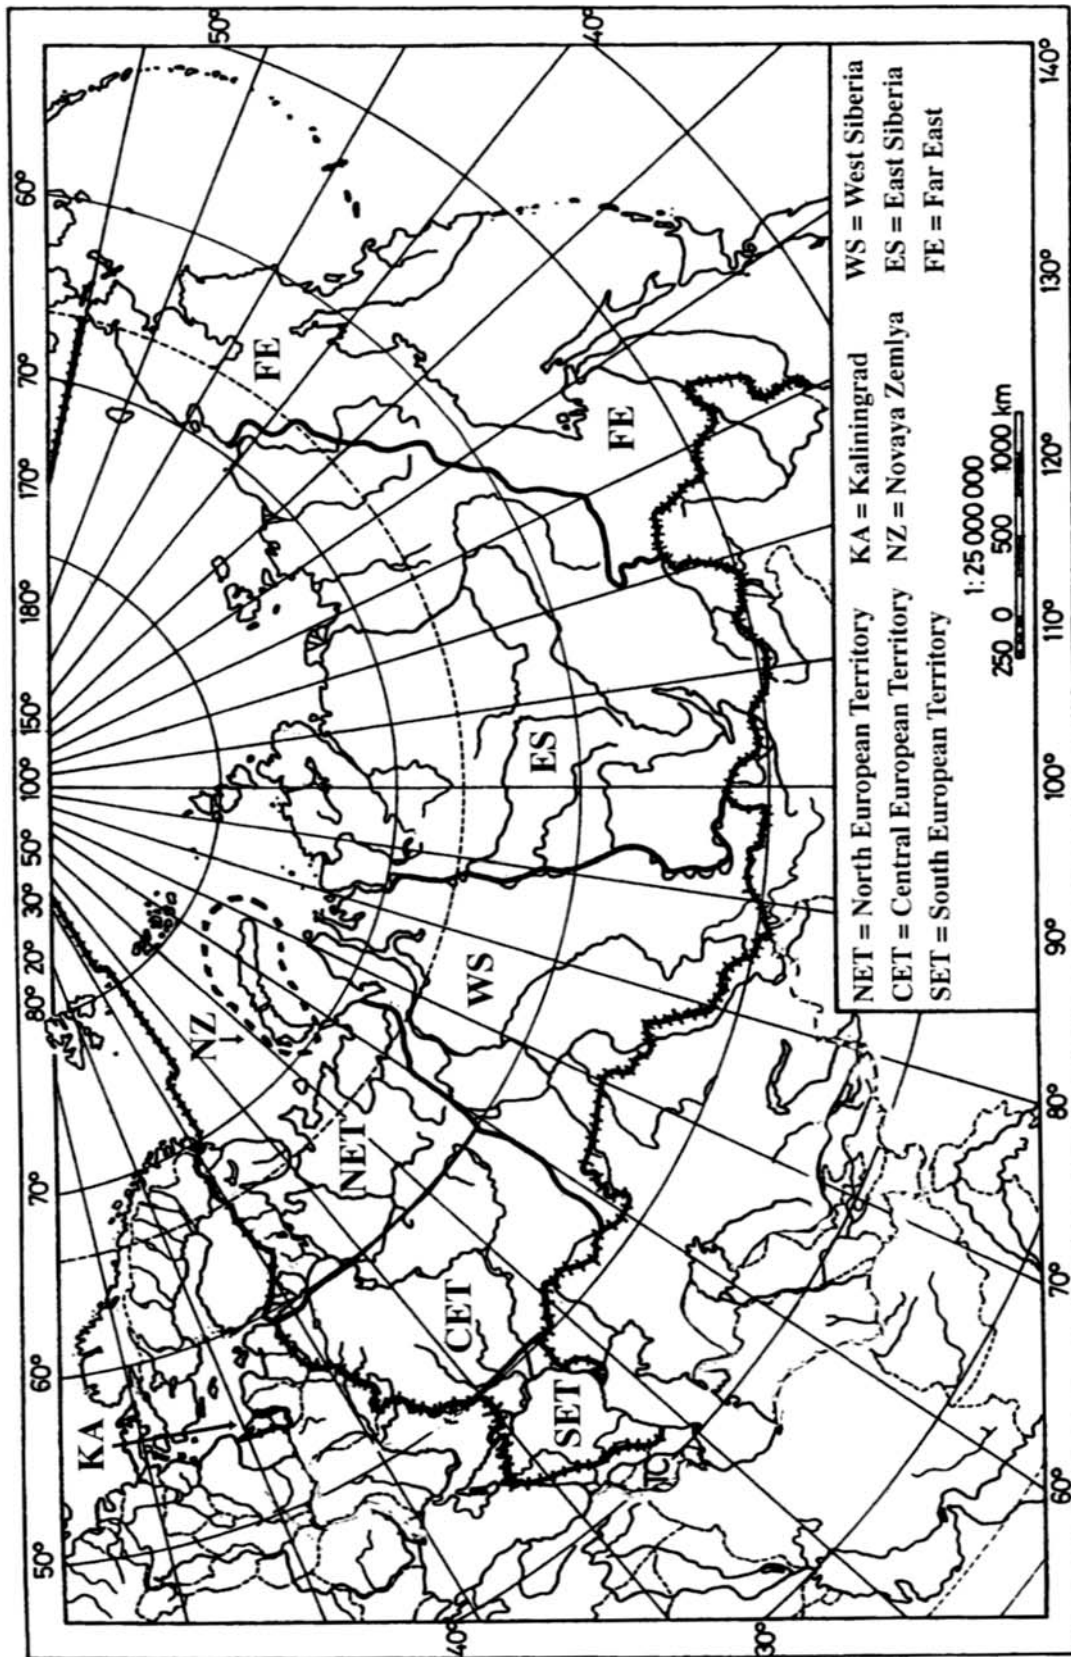 50°
40°
60°
70°
170°
180°
150°
100°
50°
30°
20°
80°
70°
60°
50°
40°
30°
140°
130°
120°
110°
100°
90°
80°
70°
60°
KA
NZ
NET
CET
SET
WS
ES
FE
FE
NET = North European Territory KA = Kaliningrad WS = West Siberia
CET = Central European Territory NZ = Novaya Zemlya ES = East Siberia
SET = South European Territory FE = Far East
1:25 000 000
250 0 500 1000 km